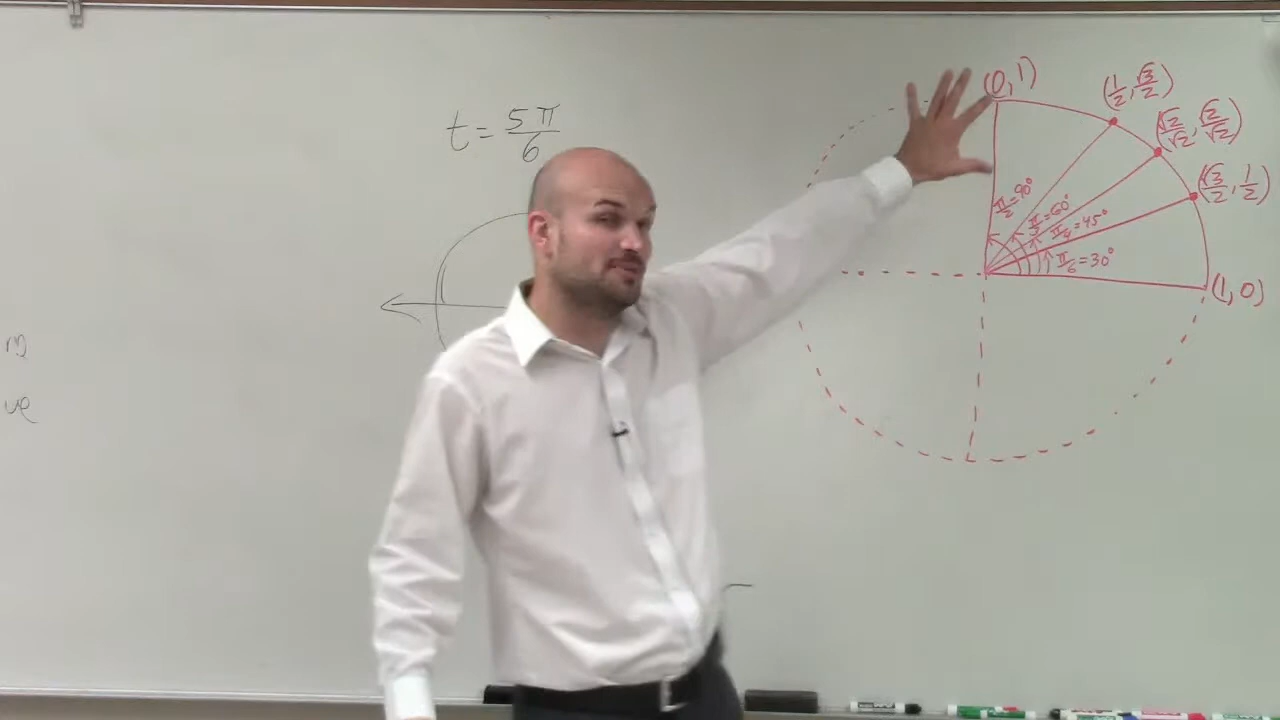 t = 5π/6
(0, 1)
(1/2, √3/2)
(√2/√2, √2/√2)
(√3/2, 1/2)
(1, 0)
π/2 = 90°
π/3 = 60°
π/4 = 45°
π/6 = 30°
ve